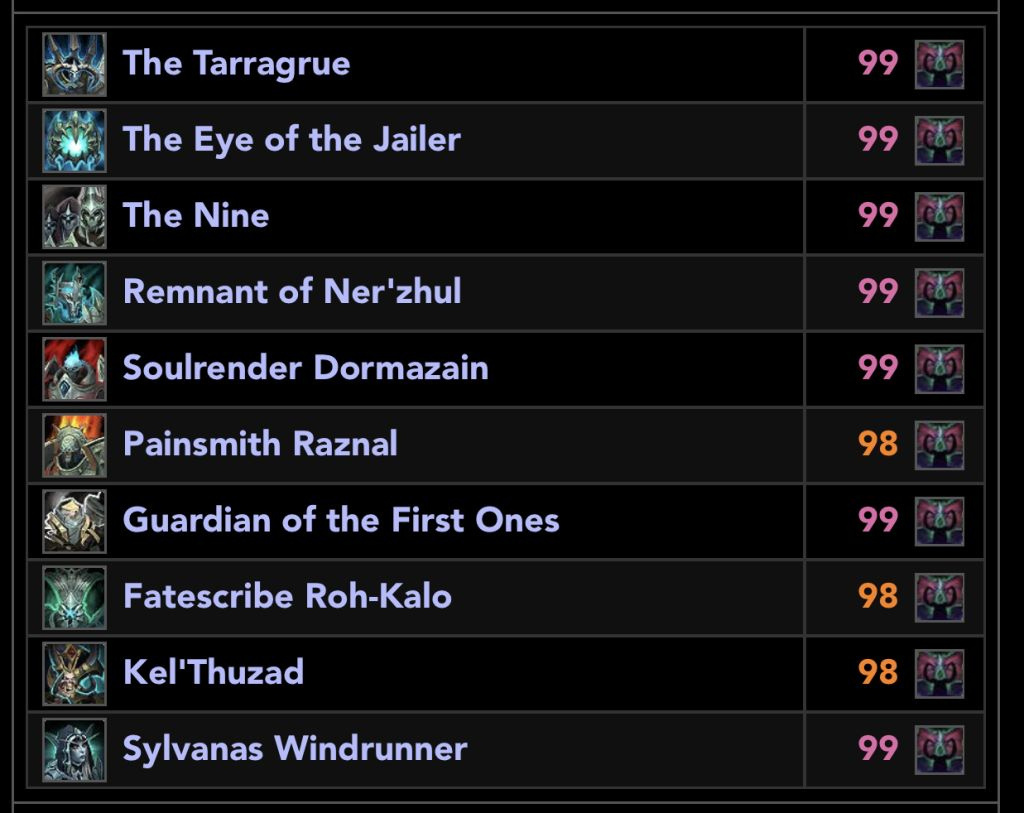 The Tarragrue 99
The Eye of the Jailer 99
The Nine 99
Remnant of Ner'zhul 99
Soulrender Dormazain 99
Painsmith Raznal 98
Guardian of the First Ones 99
Fatescribe Roh-Kalo 98
Kel'Thuzad 98
Sylvanas Windrunner 99